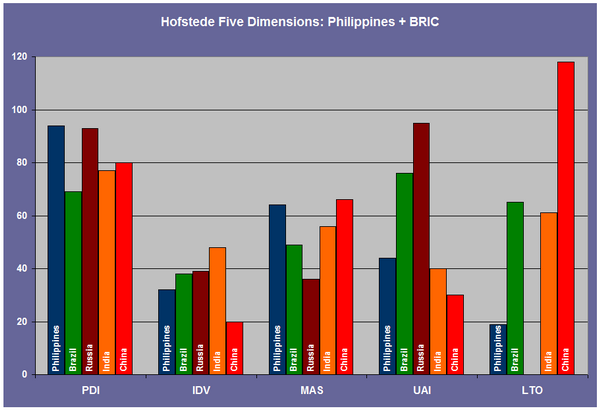 Hofstede Five Dimensions: Philippines + BRIC
120
100
80
60
40
20
0
Philippines
Brazil
Russia
India
China
Philippines
Brazil
Russia
India
China
Philippines
Brazil
Russia
India
China
Philippines
Brazil
Russia
India
China
Philippines
Brazil
India
China
PDI IDV MAS UAI LTO